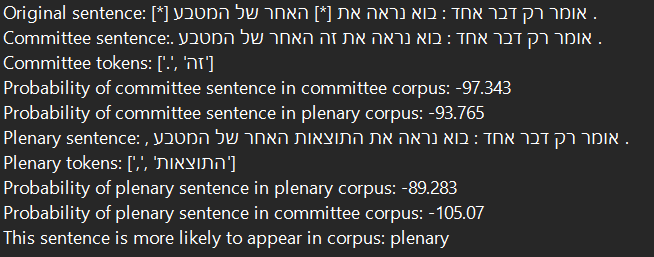 Original sentence: [*] אומר רק דבר אחד : בוא נראה את [*] האחר של המטבע .
Committee sentence:. אומר רק דבר אחד : בוא נראה את זה האחר של המטבע .
Committee tokens: ['.', 'זה']
Probability of committee sentence in committee corpus: -97.343
Probability of committee sentence in plenary corpus: -93.765
Plenary sentence: , אומר רק דבר אחד : בוא נראה את התוצאות האחר של המטבע .
Plenary tokens: [',', 'התוצאות']
Probability of plenary sentence in plenary corpus: -89.283
Probability of plenary sentence in committee corpus: -105.07
This sentence is more likely to appear in corpus: plenary